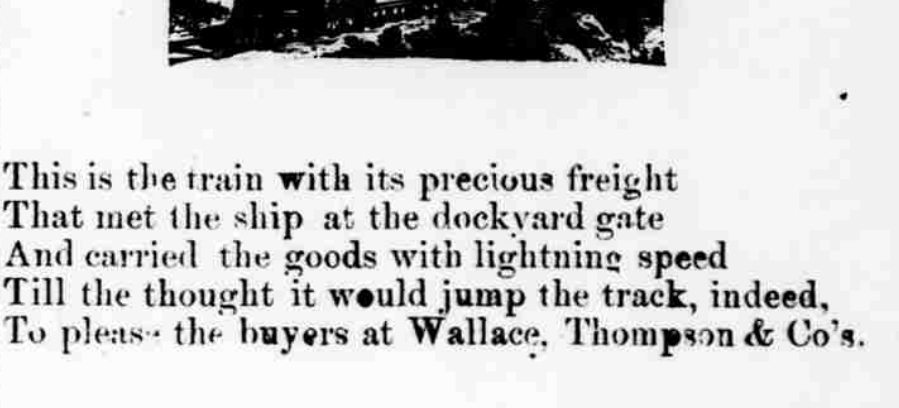 This is the train with its precious freight
That met the ship at the dockyard gate
And carried the goods with lightning speed
Till the thought it would jump the track, indeed,
To please the buyers at Wallace, Thompson & Co's.